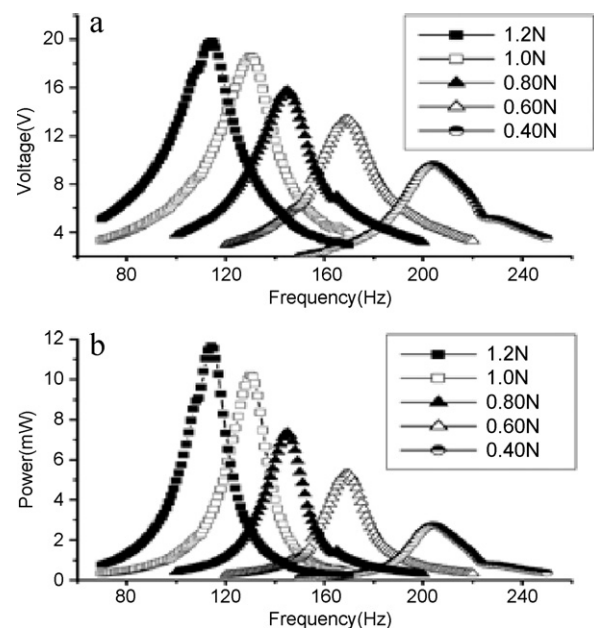 a
20
16
12
8
4
Voltage(V)
1.2N
1.0N
0.80N
0.60N
0.40N
80 120 160 200 240
Frequency(Hz)
b
12
10
8
6
4
2
0
Power(mW)
1.2N
1.0N
0.80N
0.60N
0.40N
80 120 160 200 240
Frequency(Hz)